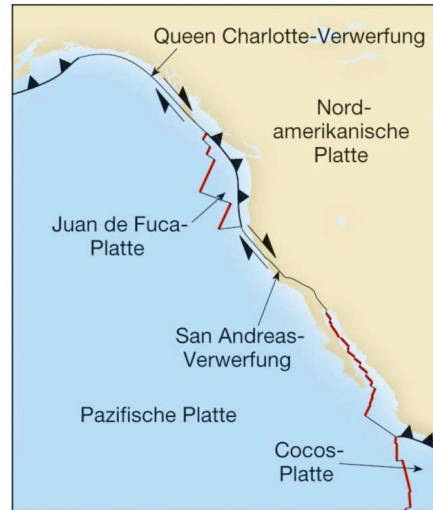 Queen Charlotte-Verwerfung
Nord-
amerikanische
Platte
Juan de Fuca-
Platte
San Andreas-
Verwerfung
Pazifische Platte
Cocos-
Platte